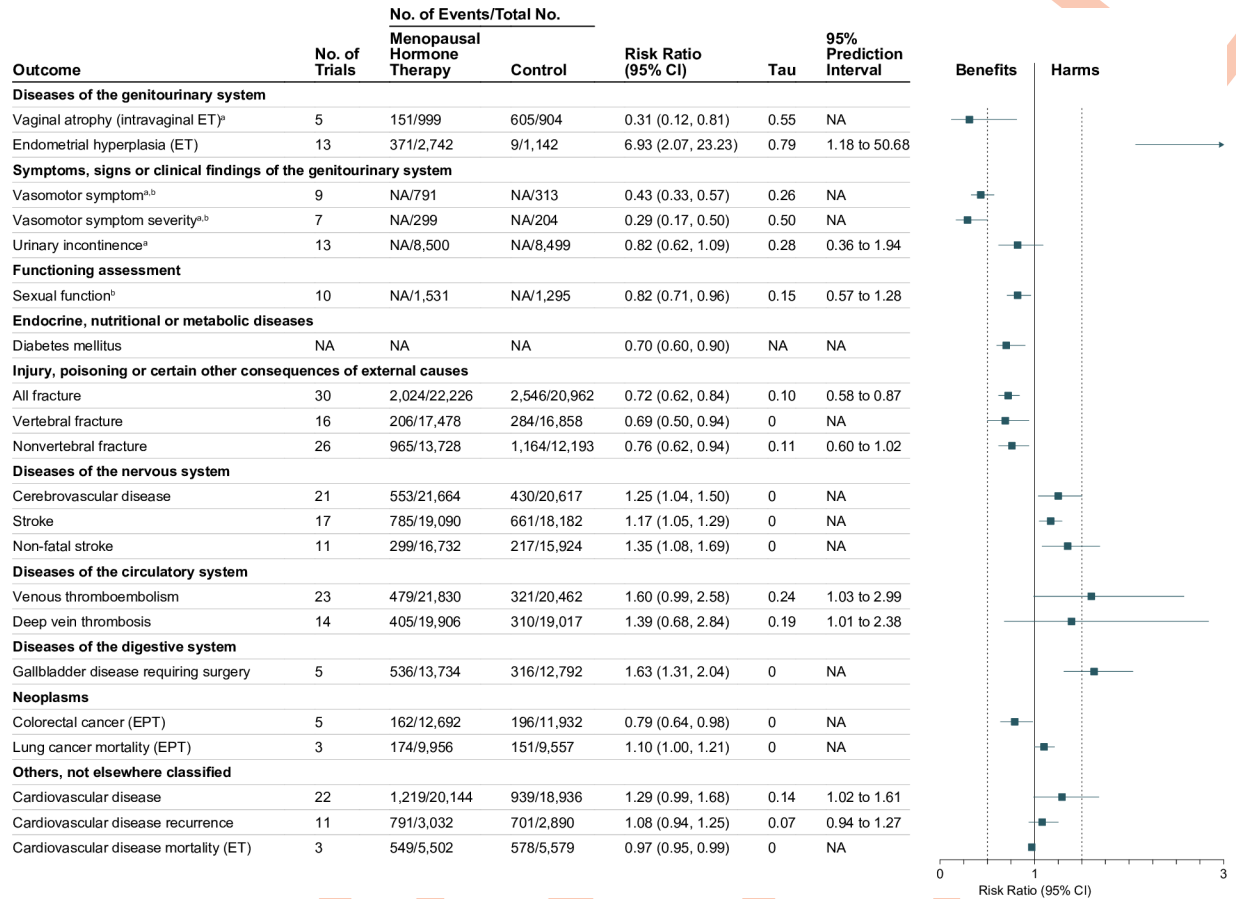 No. of Events/Total No.
Outcome No. of Trials Menopausal Hormone Therapy Control Risk Ratio (95% CI) Tau 95% Prediction Interval Benefits Harms
Diseases of the genitourinary system
Vaginal atrophy (intravaginal ET)a 5 151/999 605/904 0.31 (0.12, 0.81) 0.55 NA
Endometrial hyperplasia (ET) 13 371/2,742 9/1,142 6.93 (2.07, 23.23) 0.79 1.18 to 50.68
Symptoms, signs or clinical findings of the genitourinary system
Vasomotor symptoma,b 9 NA/791 NA/313 0.43 (0.33, 0.57) 0.26 NA
Vasomotor symptom severitya,b 7 NA/299 NA/204 0.29 (0.17, 0.50) 0.50 NA
Urinary incontinencea 13 NA/8,500 NA/8,499 0.82 (0.62, 1.09) 0.28 0.36 to 1.94
Functioning assessment
Sexual functionb 10 NA/1,531 NA/1,295 0.82 (0.71, 0.96) 0.15 0.57 to 1.28
Endocrine, nutritional or metabolic diseases
Diabetes mellitus NA NA NA 0.70 (0.60, 0.90) NA NA
Injury, poisoning or certain other consequences of external causes
All fracture 30 2,024/22,226 2,546/20,962 0.72 (0.62, 0.84) 0.10 0.58 to 0.87
Vertebral fracture 16 206/17,478 284/16,858 0.69 (0.50, 0.94) 0 NA
Nonvertebral fracture 26 965/13,728 1,164/12,193 0.76 (0.62, 0.94) 0.11 0.60 to 1.02
Diseases of the nervous system
Cerebrovascular disease 21 553/21,664 430/20,617 1.25 (1.04, 1.50) 0 NA
Stroke 17 785/19,090 661/18,182 1.17 (1.05, 1.29) 0 NA
Non-fatal stroke 11 299/16,732 217/15,924 1.35 (1.08, 1.69) 0 NA
Diseases of the circulatory system
Venous thromboembolism 23 479/21,830 321/20,462 1.60 (0.99, 2.58) 0.24 1.03 to 2.99
Deep vein thrombosis 14 405/19,906 310/19,017 1.39 (0.68, 2.84) 0.19 1.01 to 2.38
Diseases of the digestive system
Gallbladder disease requiring surgery 5 536/13,734 316/12,792 1.63 (1.31, 2.04) 0 NA
Neoplasms
Colorectal cancer (EPT) 5 162/12,692 196/11,932 0.79 (0.64, 0.98) 0 NA
Lung cancer mortality (EPT) 3 174/9,956 151/9,557 1.10 (1.00, 1.21) 0 NA
Others, not elsewhere classified
Cardiovascular disease 22 1,219/20,144 939/18,936 1.29 (0.99, 1.68) 0.14 1.02 to 1.61
Cardiovascular disease recurrence 11 791/3,032 701/2,890 1.08 (0.94, 1.25) 0.07 0.94 to 1.27
Cardiovascular disease mortality (ET) 3 549/5,502 578/5,579 0.97 (0.95, 0.99) 0 NA
0 1 3
Risk Ratio (95% CI)